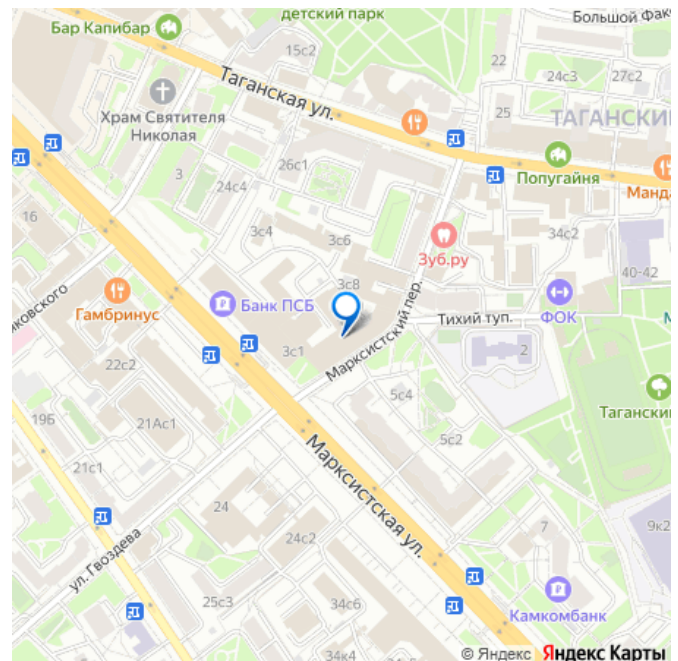 детский парк
Большой Фак
Бар Капибар
15с2
22
24с3
27с2
Таганская ул.
Храм Святителя
Николая
25
ТАГАНСКИ
26с1
3
24с4
Попугайня
Манда
16
3с4
3с6
Зуб.ру
34с2
40-42
3с8
иковского
Гамбринус
Банк ПСБ
Тихий туп.
ФОК
М
3с1
Марксистский пер.
2
22с2
5с4
Таганский
19Б
21Ас1
5с2
21с1
Марксистская ул.
24
7
9к2
ул. Гвоздева
24с2
25с3
34с6
Камкомбанк
34к4
© Яндекс Яндекс Карты